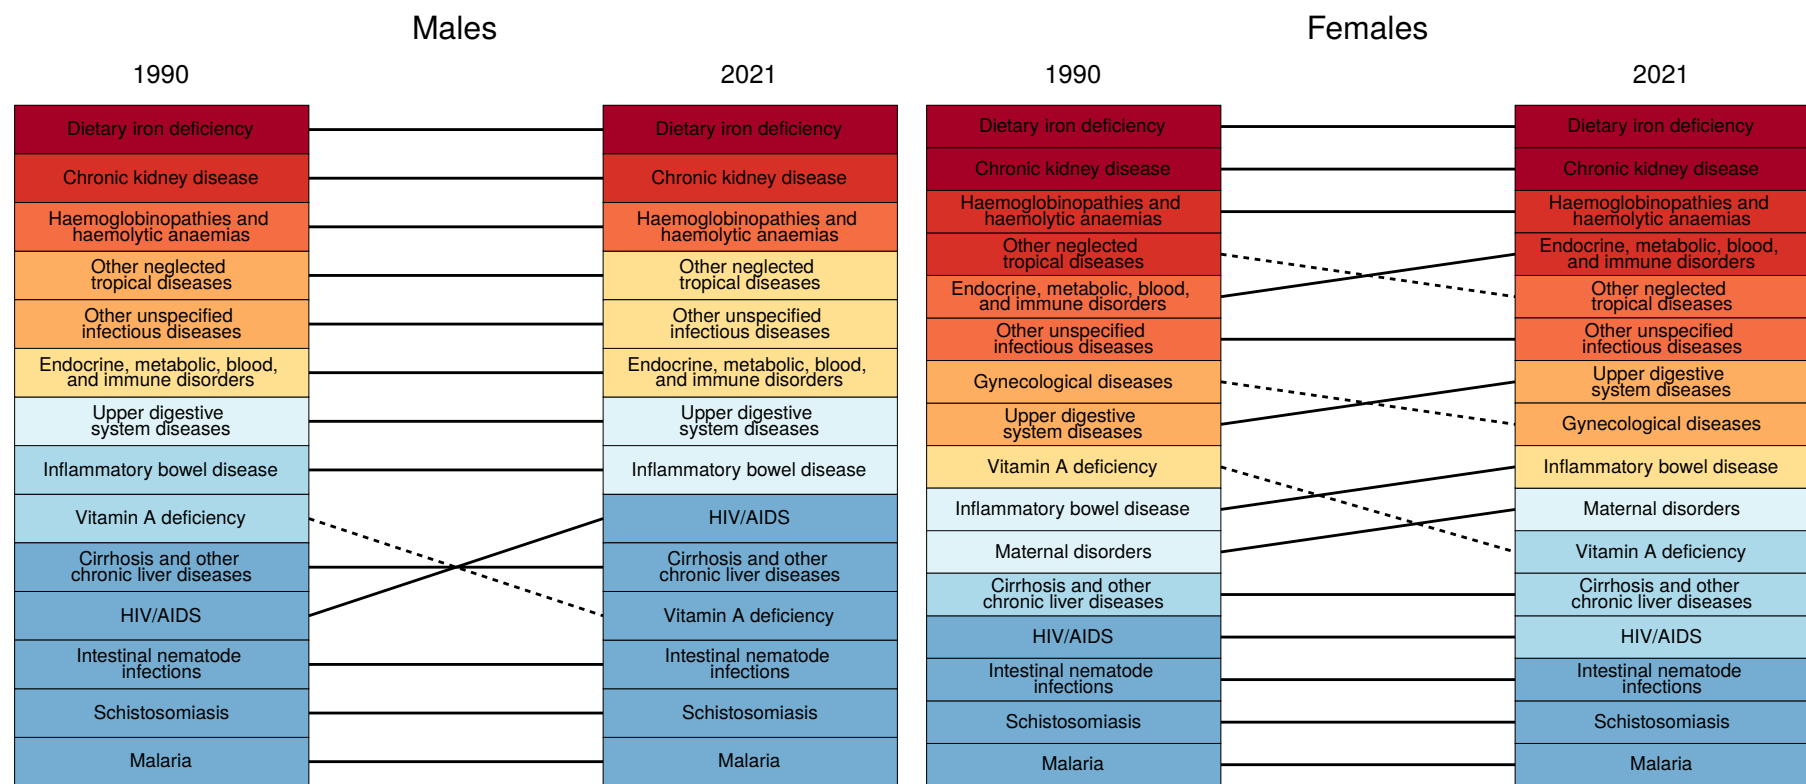 Males
1990
2021
Dietary iron deficiency
Chronic kidney disease
Haemoglobinopathies and
haemolytic anaemias
Other neglected
tropical diseases
Other unspecified
infectious diseases
Endocrine, metabolic, blood,
and immune disorders
Upper digestive
system diseases
Inflammatory bowel disease
Vitamin A deficiency
Cirrhosis and other
chronic liver diseases
HIV/AIDS
Intestinal nematode
infections
Schistosomiasis
Malaria
Dietary iron deficiency
Chronic kidney disease
Haemoglobinopathies and
haemolytic anaemias
Other neglected
tropical diseases
Other unspecified
infectious diseases
Endocrine, metabolic, blood,
and immune disorders
Upper digestive
system diseases
Inflammatory bowel disease
HIV/AIDS
Cirrhosis and other
chronic liver diseases
Vitamin A deficiency
Intestinal nematode
infections
Schistosomiasis
Malaria
Females
1990
2021
Dietary iron deficiency
Chronic kidney disease
Haemoglobinopathies and
haemolytic anaemias
Other neglected
tropical diseases
Endocrine, metabolic, blood,
and immune disorders
Other unspecified
infectious diseases
Gynecological diseases
Upper digestive
system diseases
Vitamin A deficiency
Inflammatory bowel disease
Maternal disorders
Cirrhosis and other
chronic liver diseases
HIV/AIDS
Intestinal nematode
infections
Schistosomiasis
Malaria
Dietary iron deficiency
Chronic kidney disease
Haemoglobinopathies and
haemolytic anaemias
Endocrine, metabolic, blood,
and immune disorders
Other neglected
tropical diseases
Other unspecified
infectious diseases
Upper digestive
system diseases
Gynecological diseases
Inflammatory bowel disease
Maternal disorders
Vitamin A deficiency
Cirrhosis and other
chronic liver diseases
HIV/AIDS
Intestinal nematode
infections
Schistosomiasis
Malaria